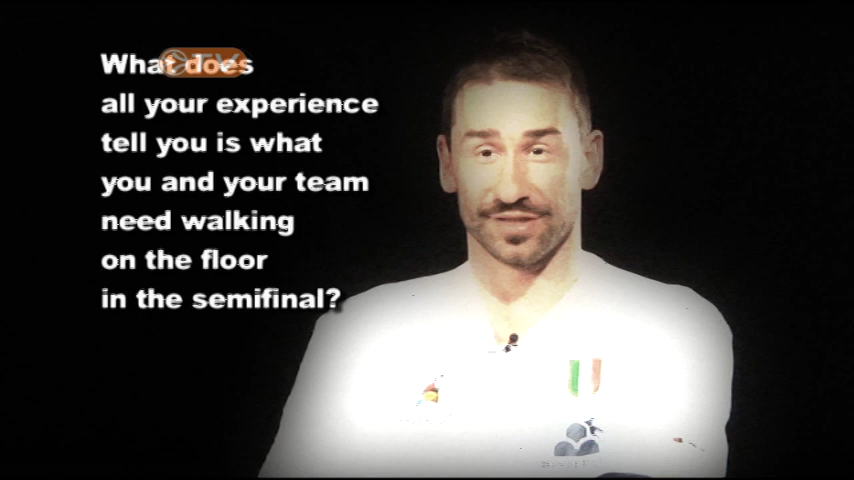 TV
What does
all your experience
tell you is what
you and your team
need walking
on the floor
in the semifinal?